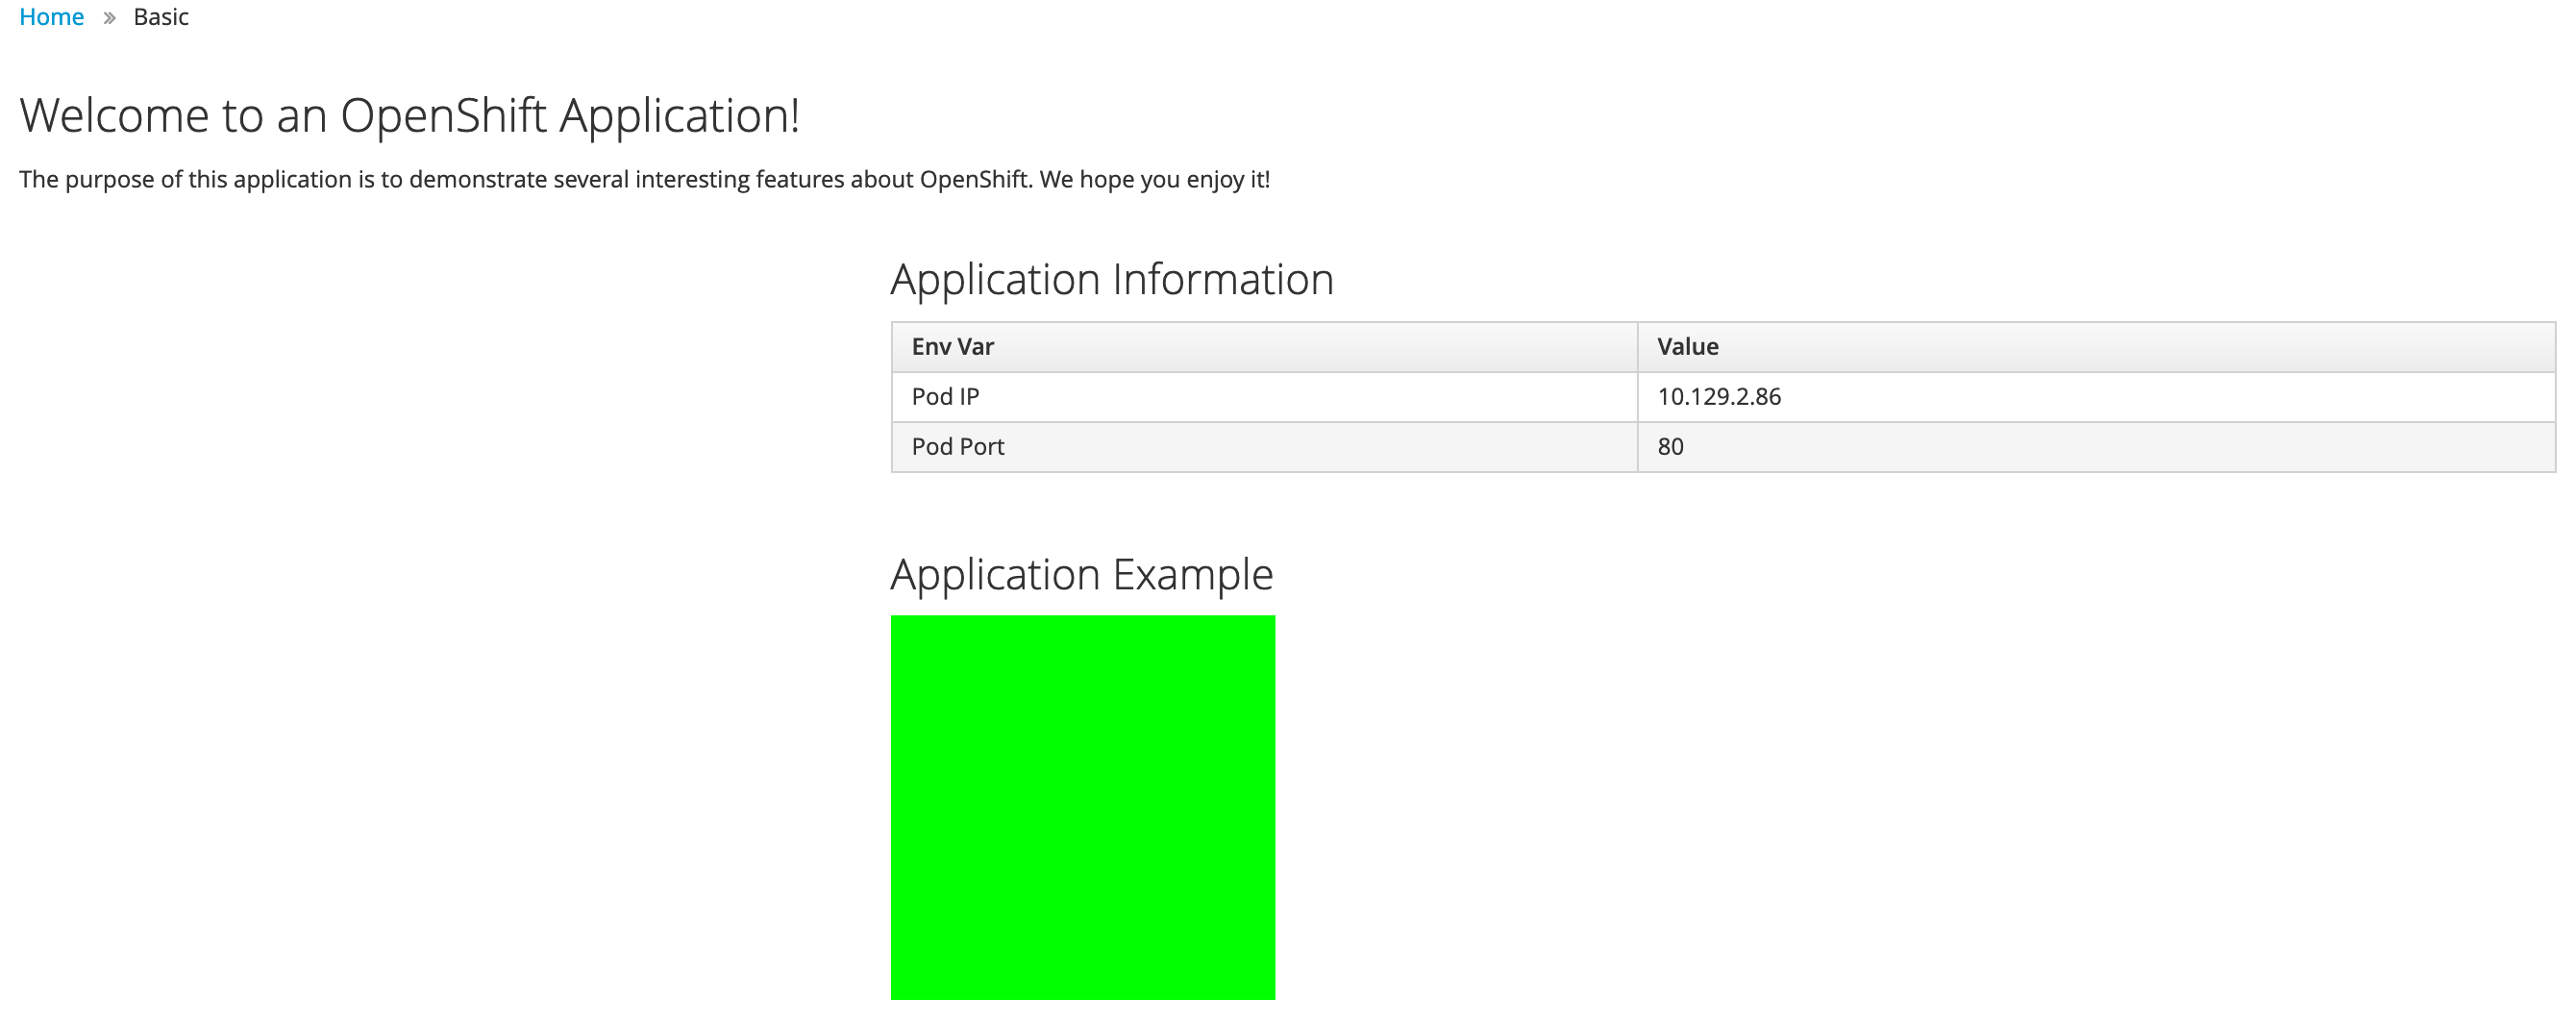 Home » Basic
Welcome to an OpenShift Application!
The purpose of this application is to demonstrate several interesting features about OpenShift. We hope you enjoy it!
Application Information
Env Var Value
Pod IP 10.129.2.86
Pod Port 80
Application Example